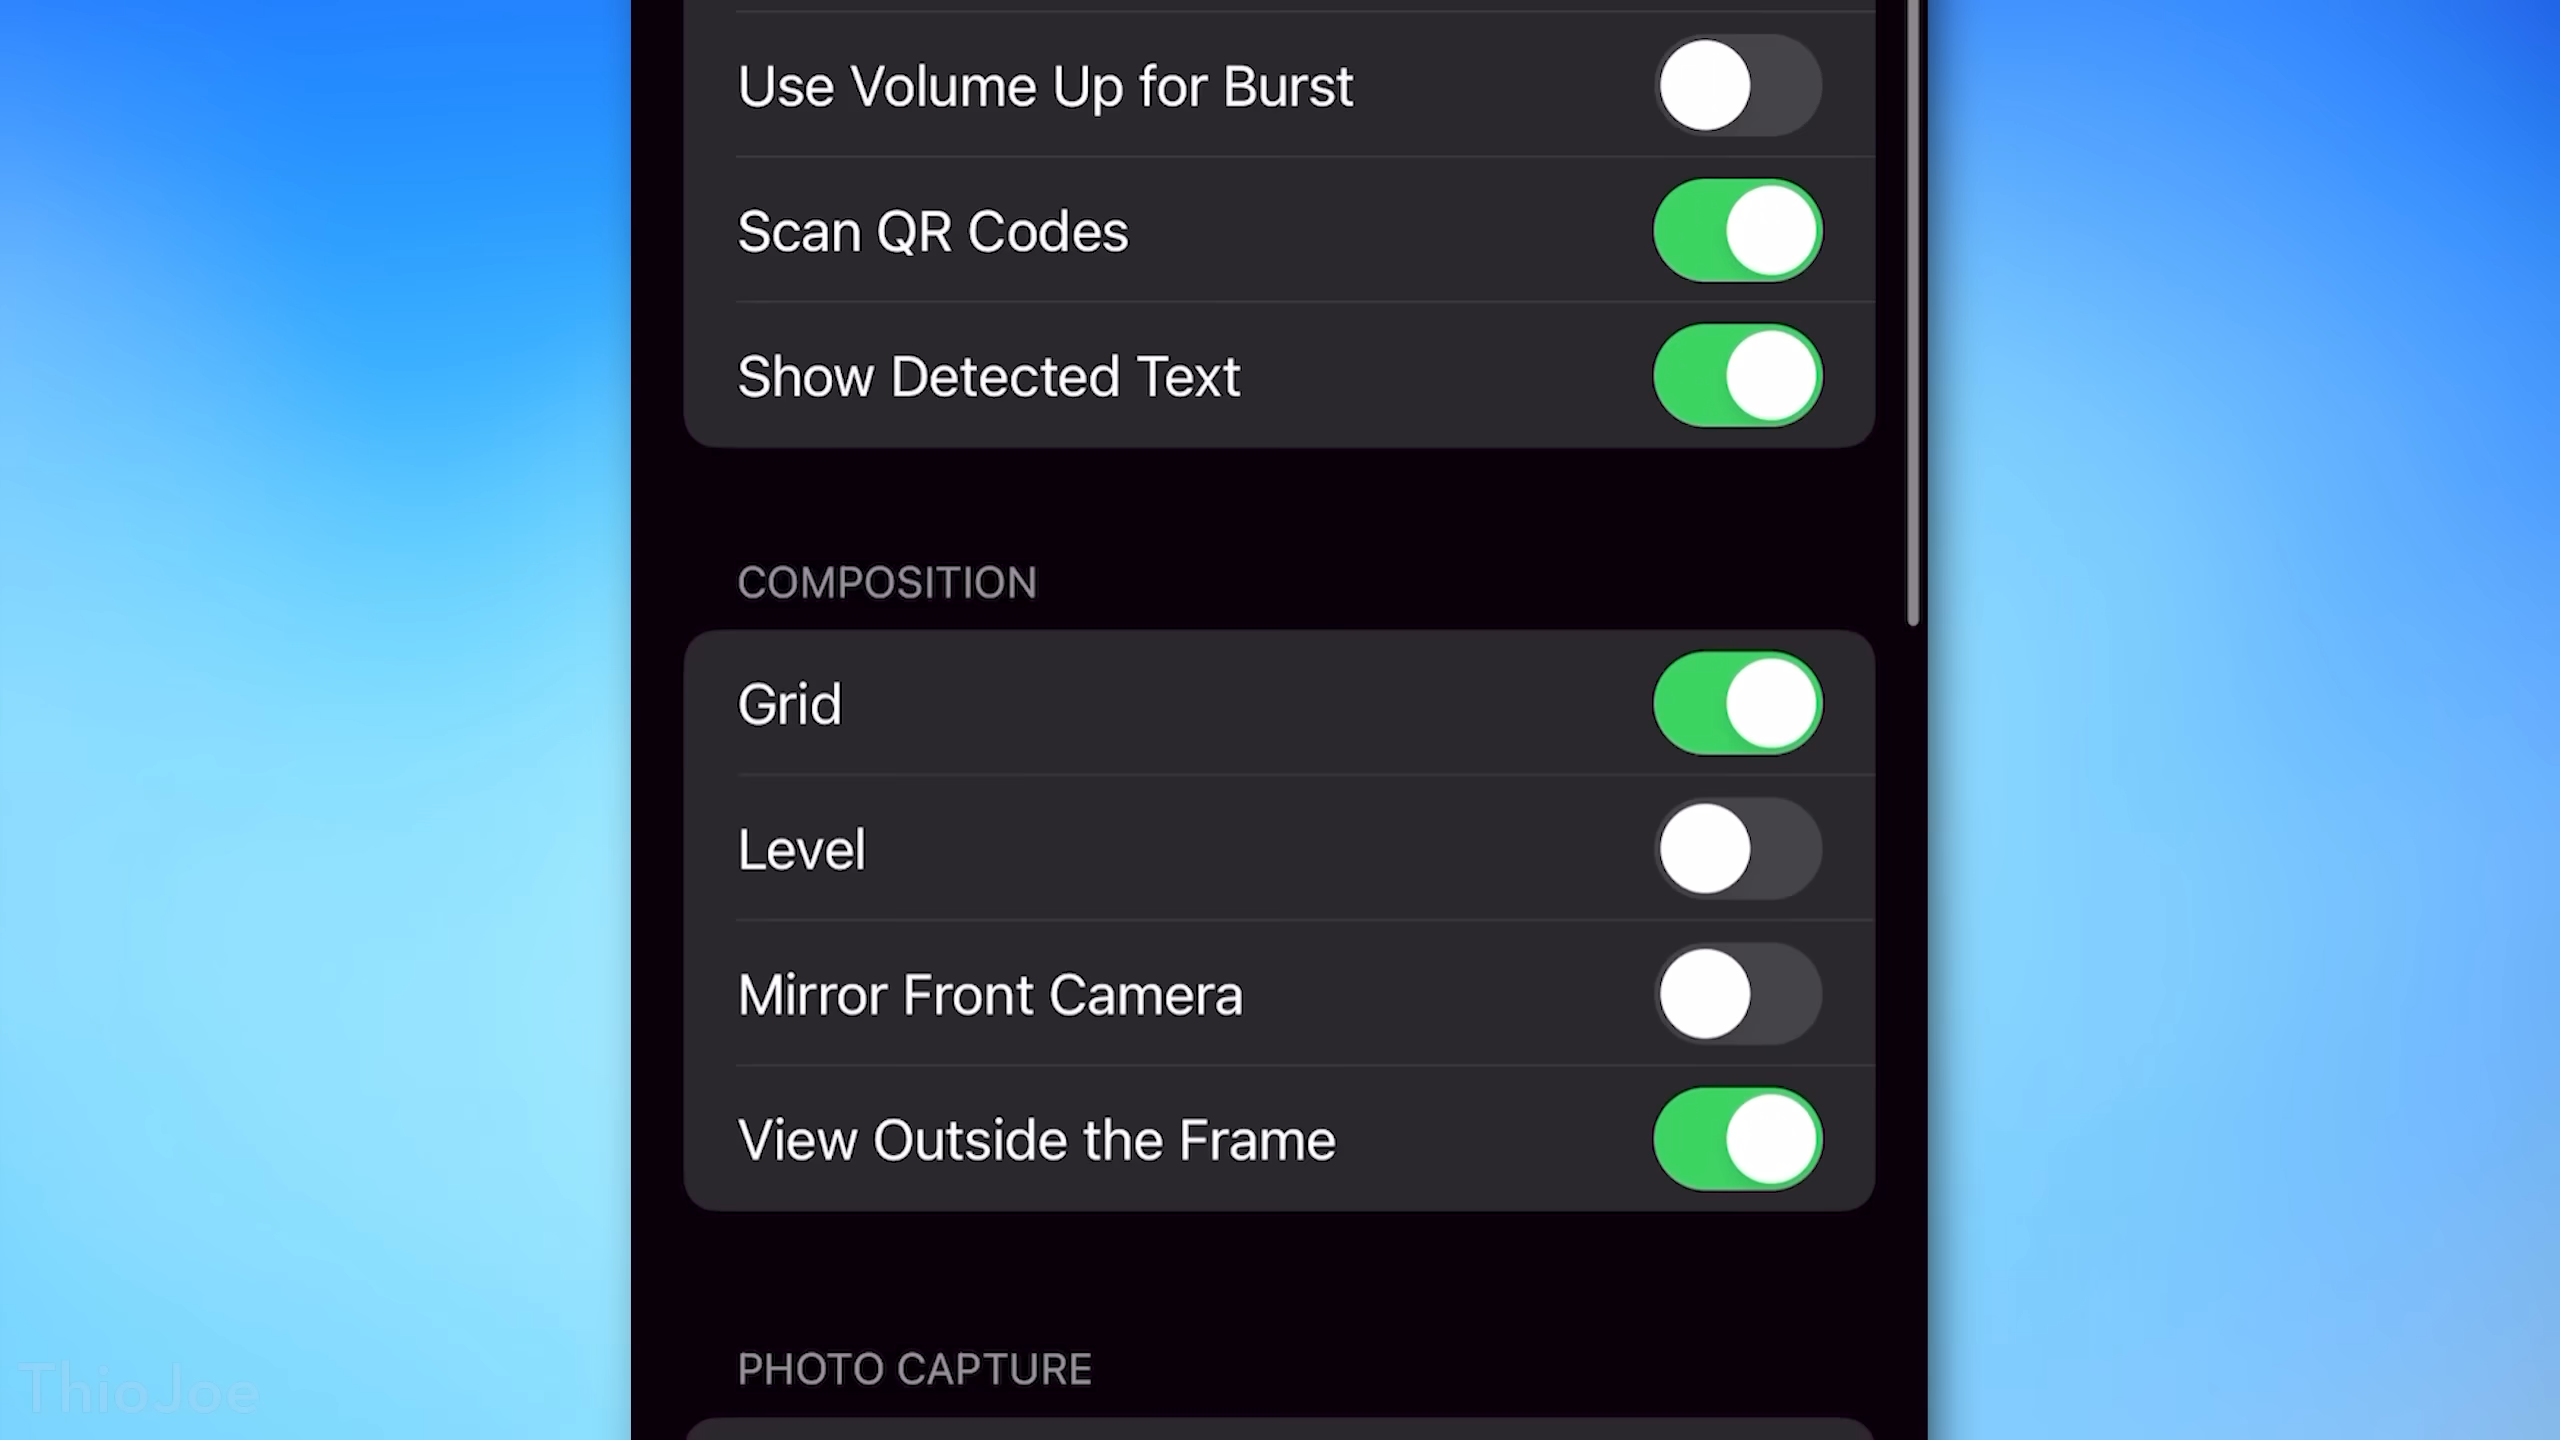 Use Volume Up for Burst
Scan QR Codes
Show Detected Text
COMPOSITION
Grid
Level
Mirror Front Camera
View Outside the Frame
PHOTO CAPTURE
ThioJoe